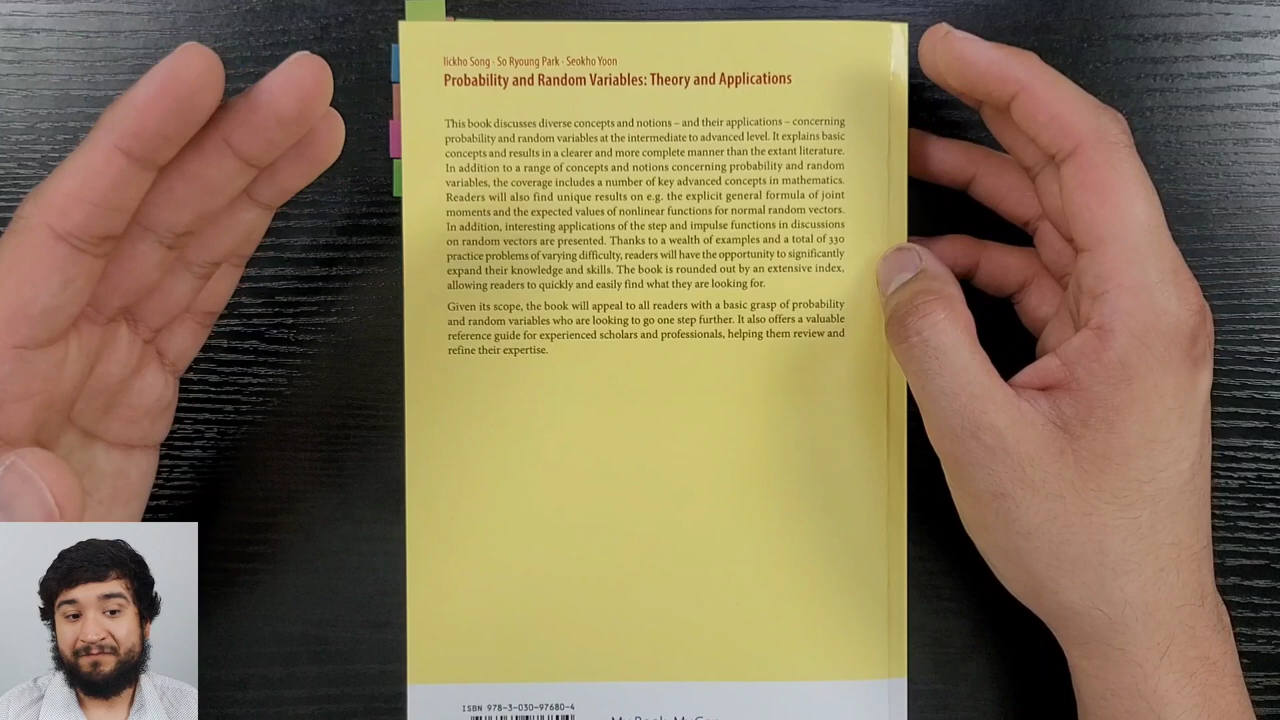 Iickho Song · So Ryoung Park · Seokho Yoon
Probability and Random Variables: Theory and Applications
This book discusses diverse concepts and notions – and their applications – concerning
probability and random variables at the intermediate to advanced level. It explains basic
concepts and results in a clearer and more complete manner than the extant literature.
In addition to a range of concepts and notions concerning probability and random
variables, the coverage includes a number of key advanced concepts in mathematics.
Readers will also find unique results on e.g. the explicit general formula of joint
moments and the expected values of nonlinear functions for normal random vectors.
In addition, interesting applications of the step and impulse functions in discussions
on random vectors are presented. Thanks to a wealth of examples and a total of 330
practice problems of varying difficulty, readers will have the opportunity to significantly
expand their knowledge and skills. The book is rounded out by an extensive index,
allowing readers to quickly and easily find what they are looking for.
Given its scope, the book will appeal to all readers with a basic grasp of probability
and random variables who are looking to go one step further. It also offers a valuable
reference guide for experienced scholars and professionals, helping them review and
refine their expertise.
ISBN 978-3-030-97680-4